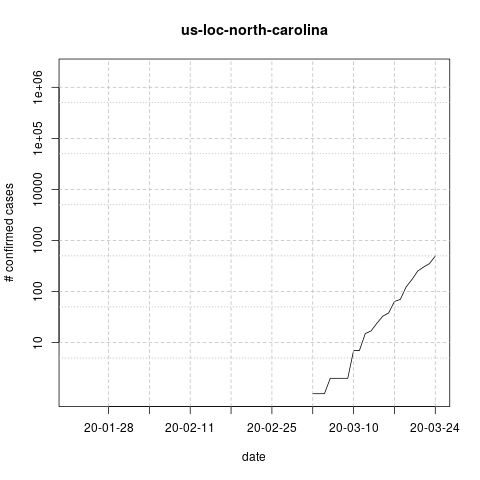 us-loc-north-carolina
# confirmed cases
1e+06
1e+05
10000
1000
100
10
20-01-28
20-02-11
20-02-25
20-03-10
20-03-24
date